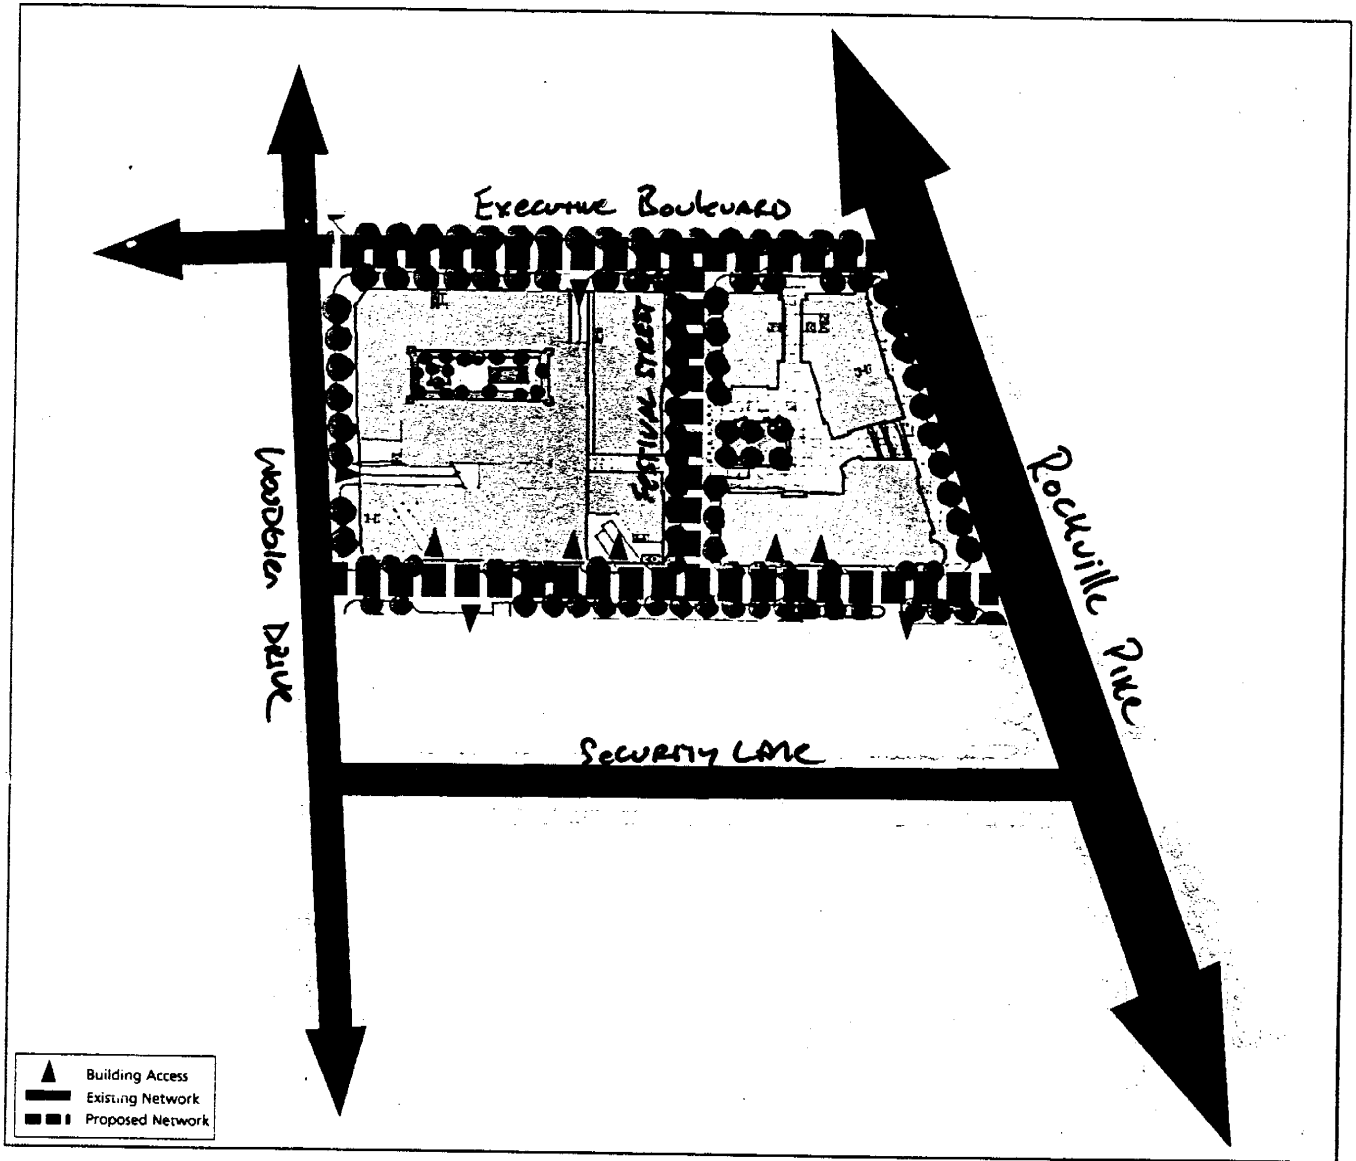 Executive Boulevard
FESTIVAL STREET
Woodglen DRIVE
Rockville Pike
Security Lane
Building Access
Existing Network
Proposed Network